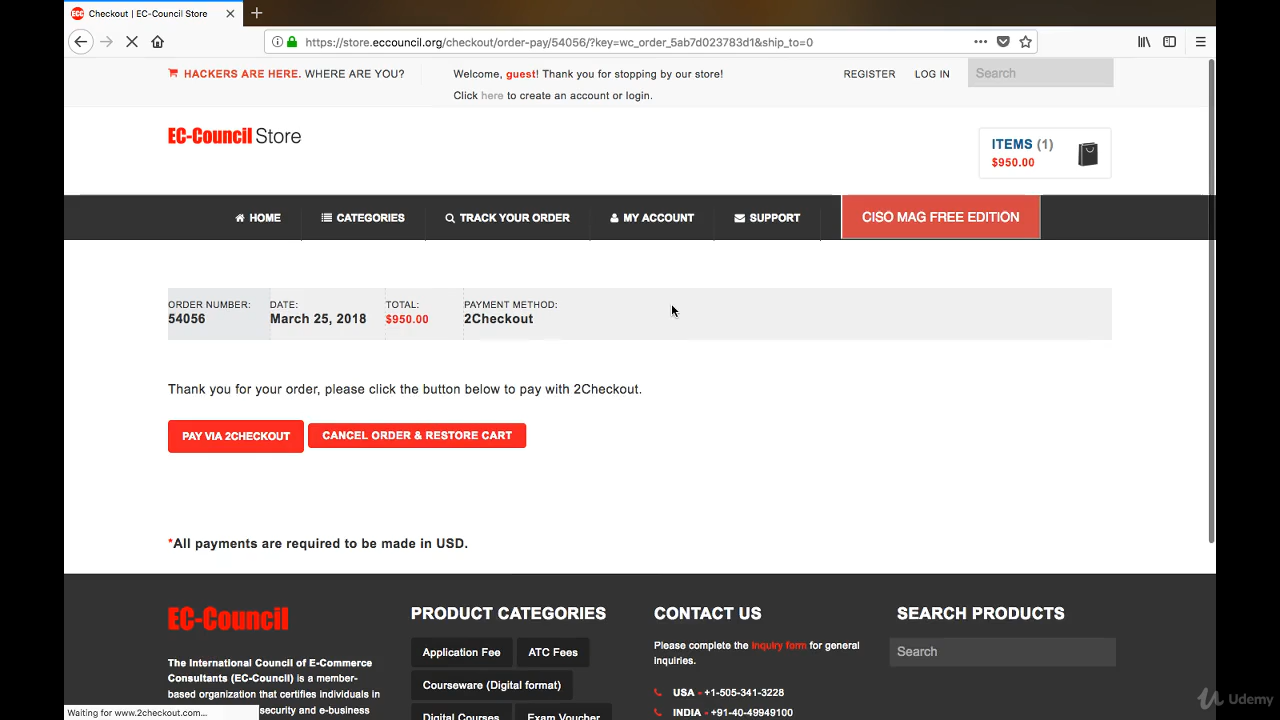 Checkout | EC-Council Store
https://store.eccouncil.org/checkout/order-pay/54056/?key=wc_order_5ab7d023783d1&ship_to=0
HACKERS ARE HERE. WHERE ARE YOU?
Welcome, guest! Thank you for stopping by our store!
Click here to create an account or login.
REGISTER
LOG IN
Search
EC-Council Store
ITEMS (1)
$950.00
HOME
CATEGORIES
TRACK YOUR ORDER
MY ACCOUNT
SUPPORT
CISO MAG FREE EDITION
ORDER NUMBER:
54056
DATE:
March 25, 2018
TOTAL:
$950.00
PAYMENT METHOD:
2Checkout
Thank you for your order, please click the button below to pay with 2Checkout.
PAY VIA 2CHECKOUT
CANCEL ORDER & RESTORE CART
*All payments are required to be made in USD.
EC-Council
The International Council of E-Commerce
Consultants (EC-Council) is a member-
based organization that certifies individuals in
security and e-business
PRODUCT CATEGORIES
Application Fee
ATC Fees
Courseware (Digital format)
Digital Courses
Exam Voucher
CONTACT US
Please complete the Inquiry form for general
inquiries.
USA - +1-505-341-3228
INDIA - +91-40-49949100
SEARCH PRODUCTS
Search
Waiting for www.2checkout.com...
Udemy